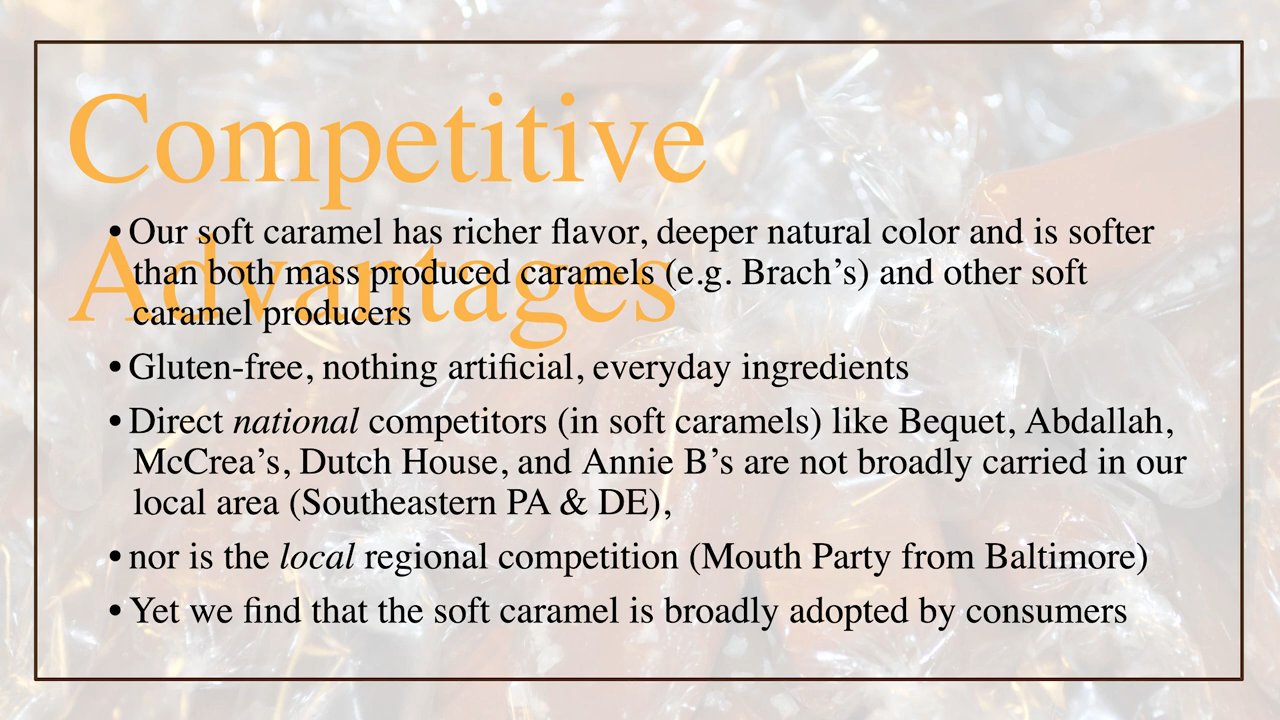 Competitive
Advantages
• Our soft caramel has richer flavor, deeper natural color and is softer
than both mass produced caramels (e.g. Brach’s) and other soft
caramel producers
• Gluten-free, nothing artificial, everyday ingredients
• Direct national competitors (in soft caramels) like Bequet, Abdallah,
McCrea’s, Dutch House, and Annie B’s are not broadly carried in our
local area (Southeastern PA & DE),
• nor is the local regional competition (Mouth Party from Baltimore)
• Yet we find that the soft caramel is broadly adopted by consumers